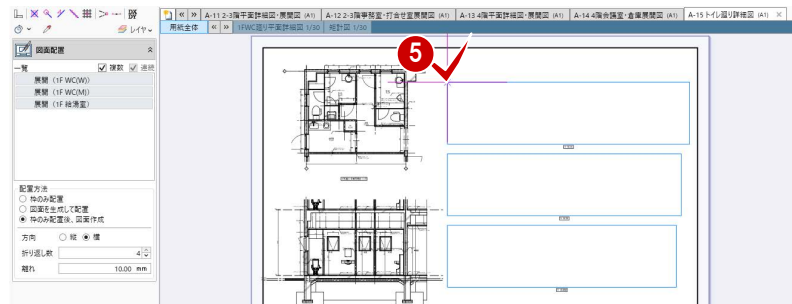 A-11 2-3階平面詳細図・展開図 (A1)
A-12 2-3階事務室・打合せ室展開図 (A1)
A-13 4階平面詳細図・展開図 (A1)
A-14 4階会議室・倉庫展開図 (A1)
A-15 トイレ廻り詳細図 (A1)
レイヤ
用紙全体
1FWC廻り平面詳細図 1/30
矩計図 1/30
図面配置
一覧
複数
連続
展開 (1F WC(W))
展開 (1F WC(M))
展開 (1F 給湯室)
配置方法
枠のみ配置
図面を生成して配置
枠のみ配置後、図面作成
方向
縦
横
折り返し数
4
離れ
10.00 mm
5